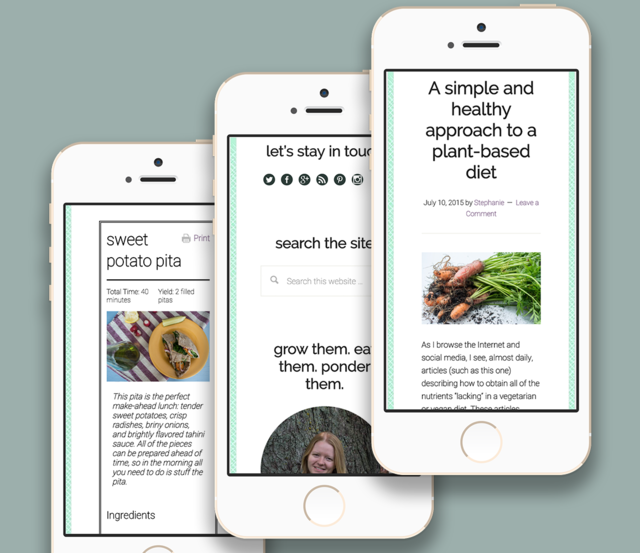 sweet
potato pita
Print
Total Time: 40
minutes
Yield: 2 filled
pitas
This pita is the perfect
make-ahead lunch: tender
sweet potatoes, crisp
radishes, briny onions,
and brightly flavored tahini
sauce. All of the pieces
can be prepared ahead of
time, so in the morning all
you need to do is stuff the
pita.
Ingredients
let's stay in touc
search the site
Search this website ...
grow them. ea
them. ponder
them.
A simple and
healthy
approach to a
plant-based
diet
July 10, 2015 by Stephanie — Leave a
Comment
As I browse the Internet and
social media, I see, almost daily,
articles (such as this one)
describing how to obtain all of the
nutrients "lacking" in a vegetarian
or vegan diet. These articles